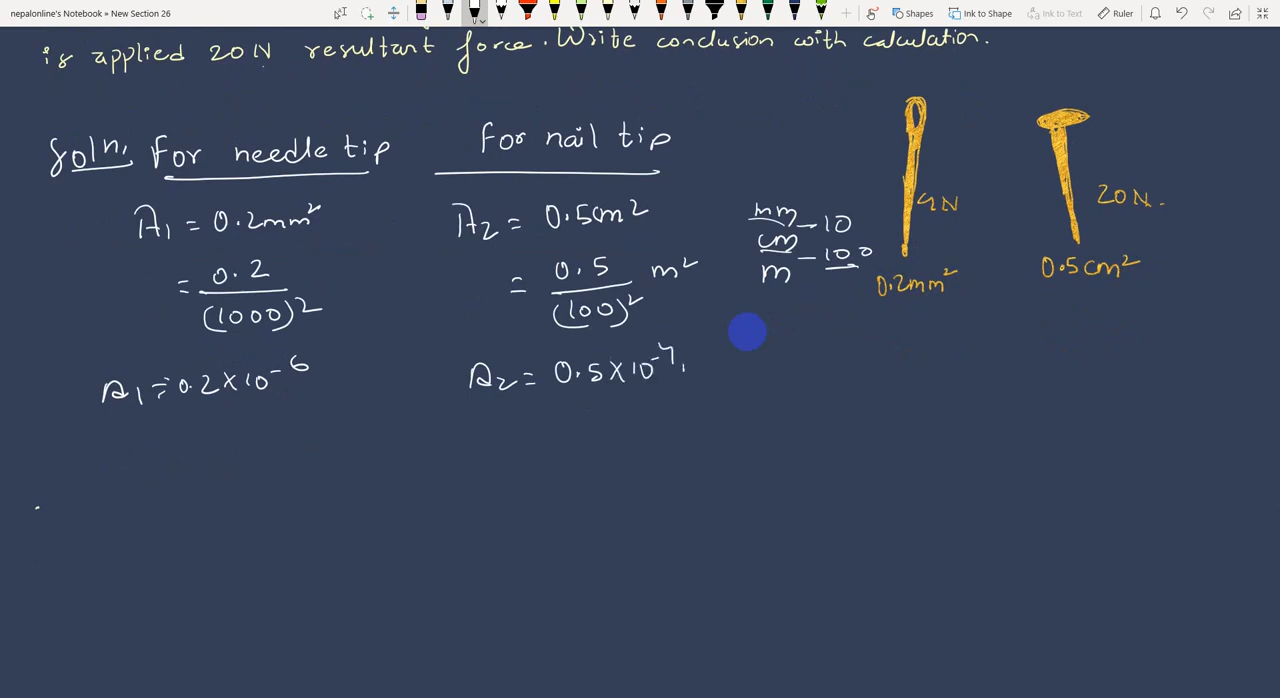 nepalonline's Notebook » New Section 26
Shapes
Ink to Shape
Ink to Text
Ruler
is applied 20N resultant force. Write conclusion with calculation.
Soln, For needle tip
For nail tip
A1 = 0.2mm²
A2 = 0.5cm²
= 0.2 / (1000)²
= 0.5 / (100)² m²
A1 = 0.2 × 10⁻⁶
A2 = 0.5 × 10⁻⁴
mm
cm – 10
m – 100
20N.
0.2mm²
0.5cm²